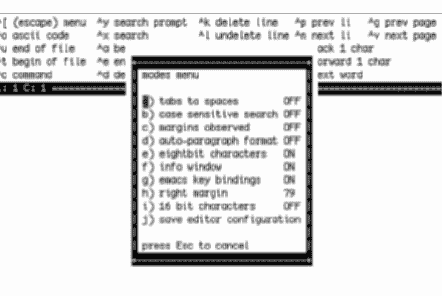 ^[ (escape) menu ^y search prompt ^k delete line ^p prev li ^g prev page
o ascii code ^x search ^l undelete line ^n next li ^v next page
u end of file ^a be ack 1 char
t begin of file ^e en orward 1 char
c command ^d de ext word
L: 1 C: 1
modes menu
a) tabs to spaces OFF
b) case sensitive search OFF
c) margins observed OFF
d) auto-paragraph format OFF
e) eightbit characters ON
f) info window ON
g) emacs key bindings ON
h) right margin 79
i) 16 bit characters OFF
j) save editor configuration
press Esc to cancel